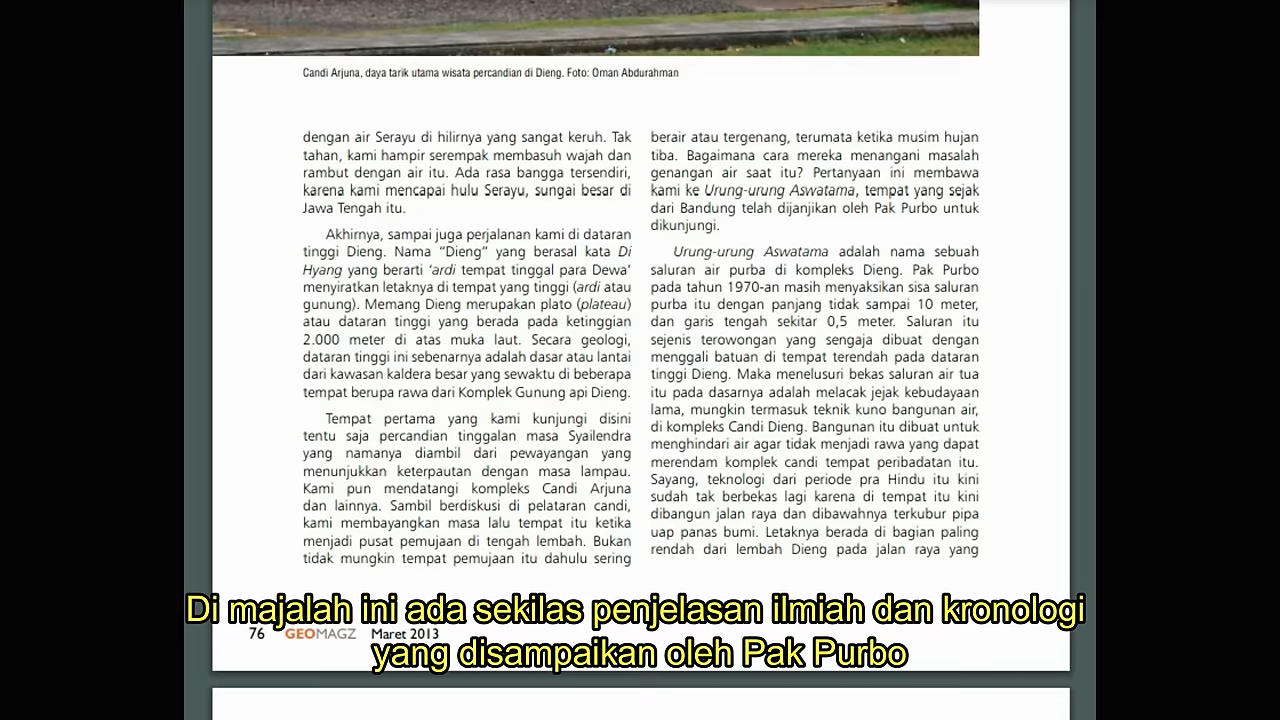 Candi Arjuna, daya tarik utama wisata percandian di Dieng. Foto: Oman Abdurahman
dengan air Serayu di hilirnya yang sangat keruh. Tak
tahan, kami hampir serempak membasuh wajah dan
rambut dengan air itu. Ada rasa bangga tersendiri,
karena kami mencapai hulu Serayu, sungai besar di
Jawa Tengah itu.
Akhirnya, sampai juga perjalanan kami di dataran
tinggi Dieng. Nama “Dieng” yang berasal kata Di
Hyang yang berarti ‘ardi tempat tinggal para Dewa’
menyiratkan letaknya di tempat yang tinggi (ardi atau
gunung). Memang Dieng merupakan plato (plateau)
atau dataran tinggi yang berada pada ketinggian
2.000 meter di atas muka laut. Secara geologi,
dataran tinggi ini sebenarnya adalah dasar atau lantai
dari kawasan kaldera besar yang sewaktu di beberapa
tempat berupa rawa dari Komplek Gunung api Dieng.
Tempat pertama yang kami kunjungi disini
tentu saja percandian tinggalan masa Syailendra
yang namanya diambil dari pewayangan yang
menunjukkan keterpautan dengan masa lampau.
Kami pun mendatangi kompleks Candi Arjuna
dan lainnya. Sambil berdiskusi di pelataran candi,
kami membayangkan masa lalu tempat itu ketika
menjadi pusat pemujaan di tengah lembah. Bukan
tidak mungkin tempat pemujaan itu dahulu sering
berair atau tergenang, terumata ketika musim hujan
tiba. Bagaimana cara mereka menangani masalah
genangan air saat itu? Pertanyaan ini membawa
kami ke Urung-urung Aswatama, tempat yang sejak
dari Bandung telah dijanjikan oleh Pak Purbo untuk
dikunjungi.
Urung-urung Aswatama adalah nama sebuah
saluran air purba di kompleks Dieng. Pak Purbo
pada tahun 1970-an masih menyaksikan sisa saluran
purba itu dengan panjang tidak sampai 10 meter,
dan garis tengah sekitar 0,5 meter. Saluran itu
sejenis terowongan yang sengaja dibuat dengan
menggali batuan di tempat terendah pada dataran
tinggi Dieng. Maka menelusuri bekas saluran air tua
itu pada dasarnya adalah melacak jejak kebudayaan
lama, mungkin termasuk teknik kuno bangunan air,
di kompleks Candi Dieng. Bangunan itu dibuat untuk
menghindari air agar tidak menjadi rawa yang dapat
merendam komplek candi tempat peribadatan itu.
Sayang, teknologi dari periode pra Hindu itu kini
sudah tak berbekas lagi karena di tempat itu kini
dibangun jalan raya dan dibawahnya terkubur pipa
uap panas bumi. Letaknya berada di bagian paling
rendah dari lembah Dieng pada jalan raya yang
Di majalah ini ada sekilas penjelasan ilmiah dan kronologi
76 GEOMAGZ Maret 2013
yang disampaikan oleh Pak Purbo